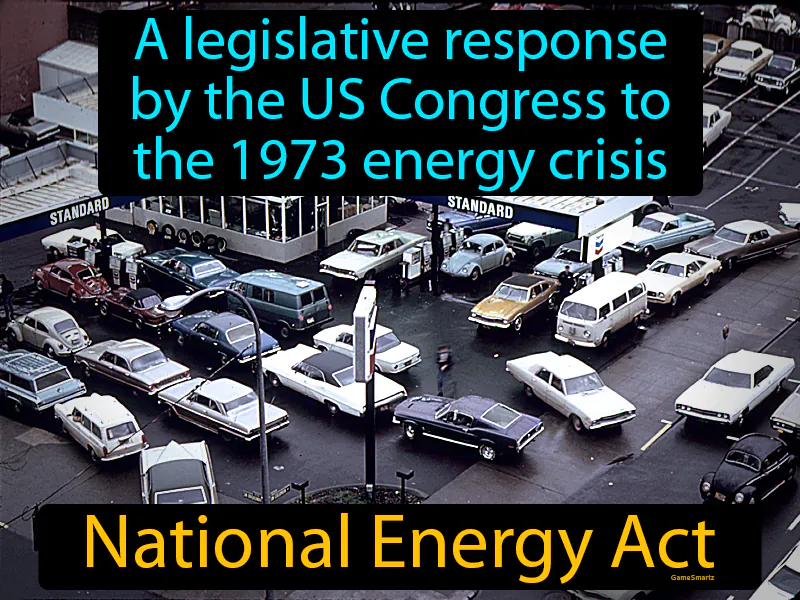 A legislative response
by the US Congress to
the 1973 energy crisis
STANDARD
STANDARD
National Energy Act
GameSmartz